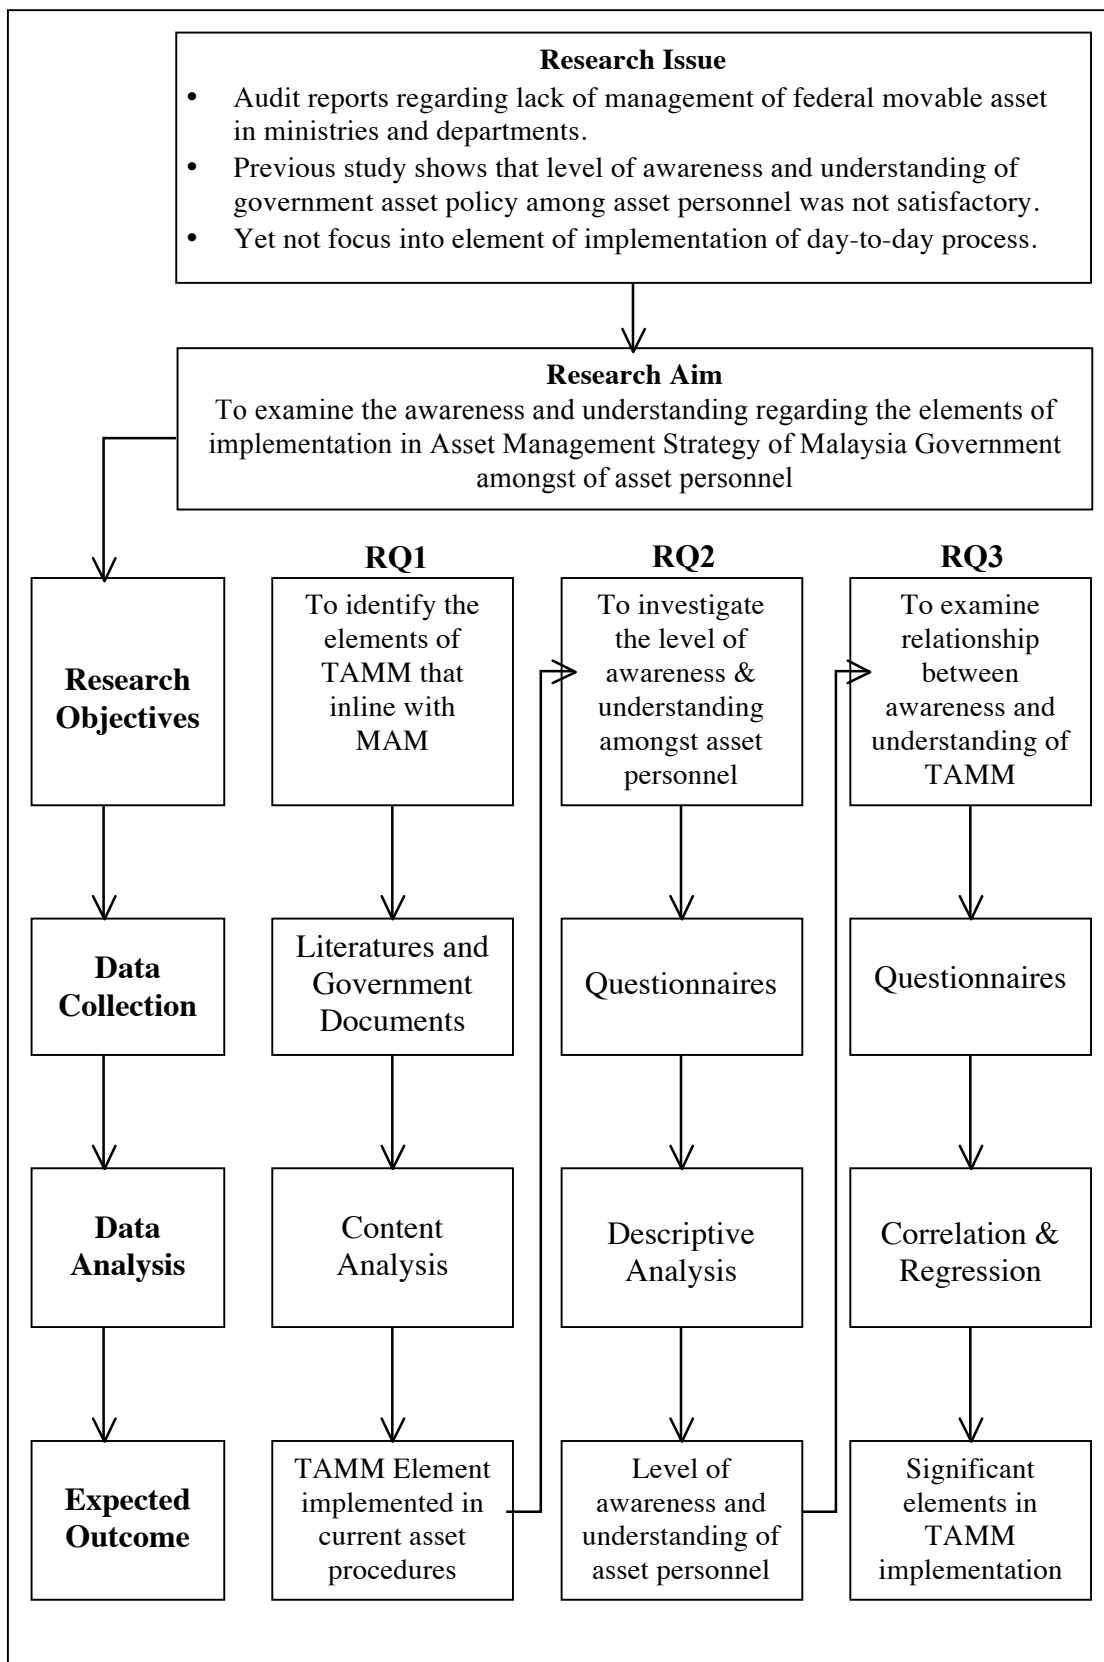 Research Issue
• Audit reports regarding lack of management of federal movable asset
in ministries and departments.
• Previous study shows that level of awareness and understanding of
government asset policy among asset personnel was not satisfactory.
• Yet not focus into element of implementation of day-to-day process.
Research Aim
To examine the awareness and understanding regarding the elements of
implementation in Asset Management Strategy of Malaysia Government
amongst of asset personnel
Research
Objectives
RQ1
To identify the
elements of
TAMM that
inline with
MAM
RQ2
To investigate
the level of
awareness &
understanding
amongst asset
personnel
RQ3
To examine
relationship
between
awareness and
understanding of
TAMM
Data
Collection
Literatures and
Government
Documents
Questionnaires
Questionnaires
Data
Analysis
Content
Analysis
Descriptive
Analysis
Correlation &
Regression
Expected
Outcome
TAMM Element
implemented in
current asset
procedures
Level of
awareness and
understanding of
asset personnel
Significant
elements in
TAMM
implementation